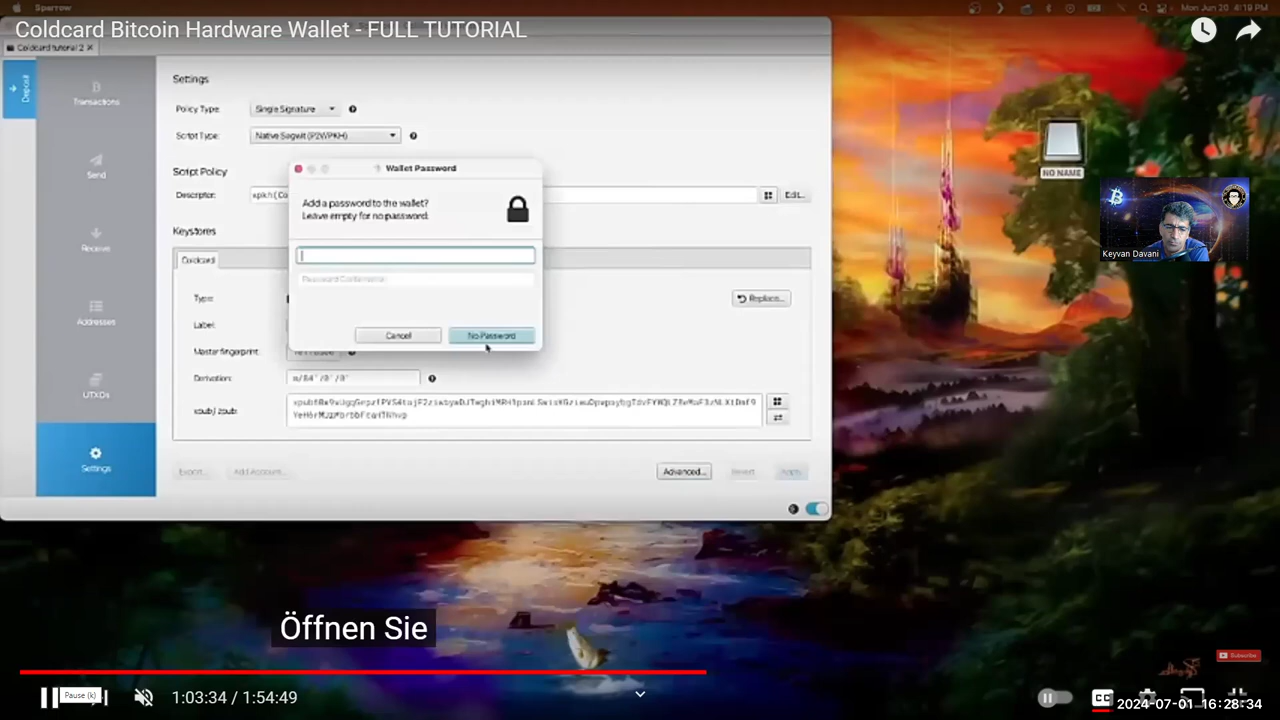 Sparrow
Mon Jun 20 4:19 PM
Coldcard Bitcoin Hardware Wallet - FULL TUTORIAL
Coldcard tutorial 2
Deposit
Transactions
Send
Receive
Addresses
UTXOs
Settings
Settings
Policy Type: Single Signature
Script Type: Native Segwit (P2WPKH)
Script Policy
Descriptor: Edit...
Keystores
Coldcard
Type:
Replace...
Label:
Master fingerprint:
Derivation: m/84'/0'/0'
xpub / zpub:
Export...
Add Account...
Advanced...
Revert
Apply
Wallet Password
Add a password to the wallet?
Leave empty for no password:
Password Confirmation
Cancel
No Password
NO NAME
Keyvan Davani
Öffnen Sie
Subscribe
Pause (k)
1:03:34 / 1:54:49
CC
2024-07-01 16:28:34